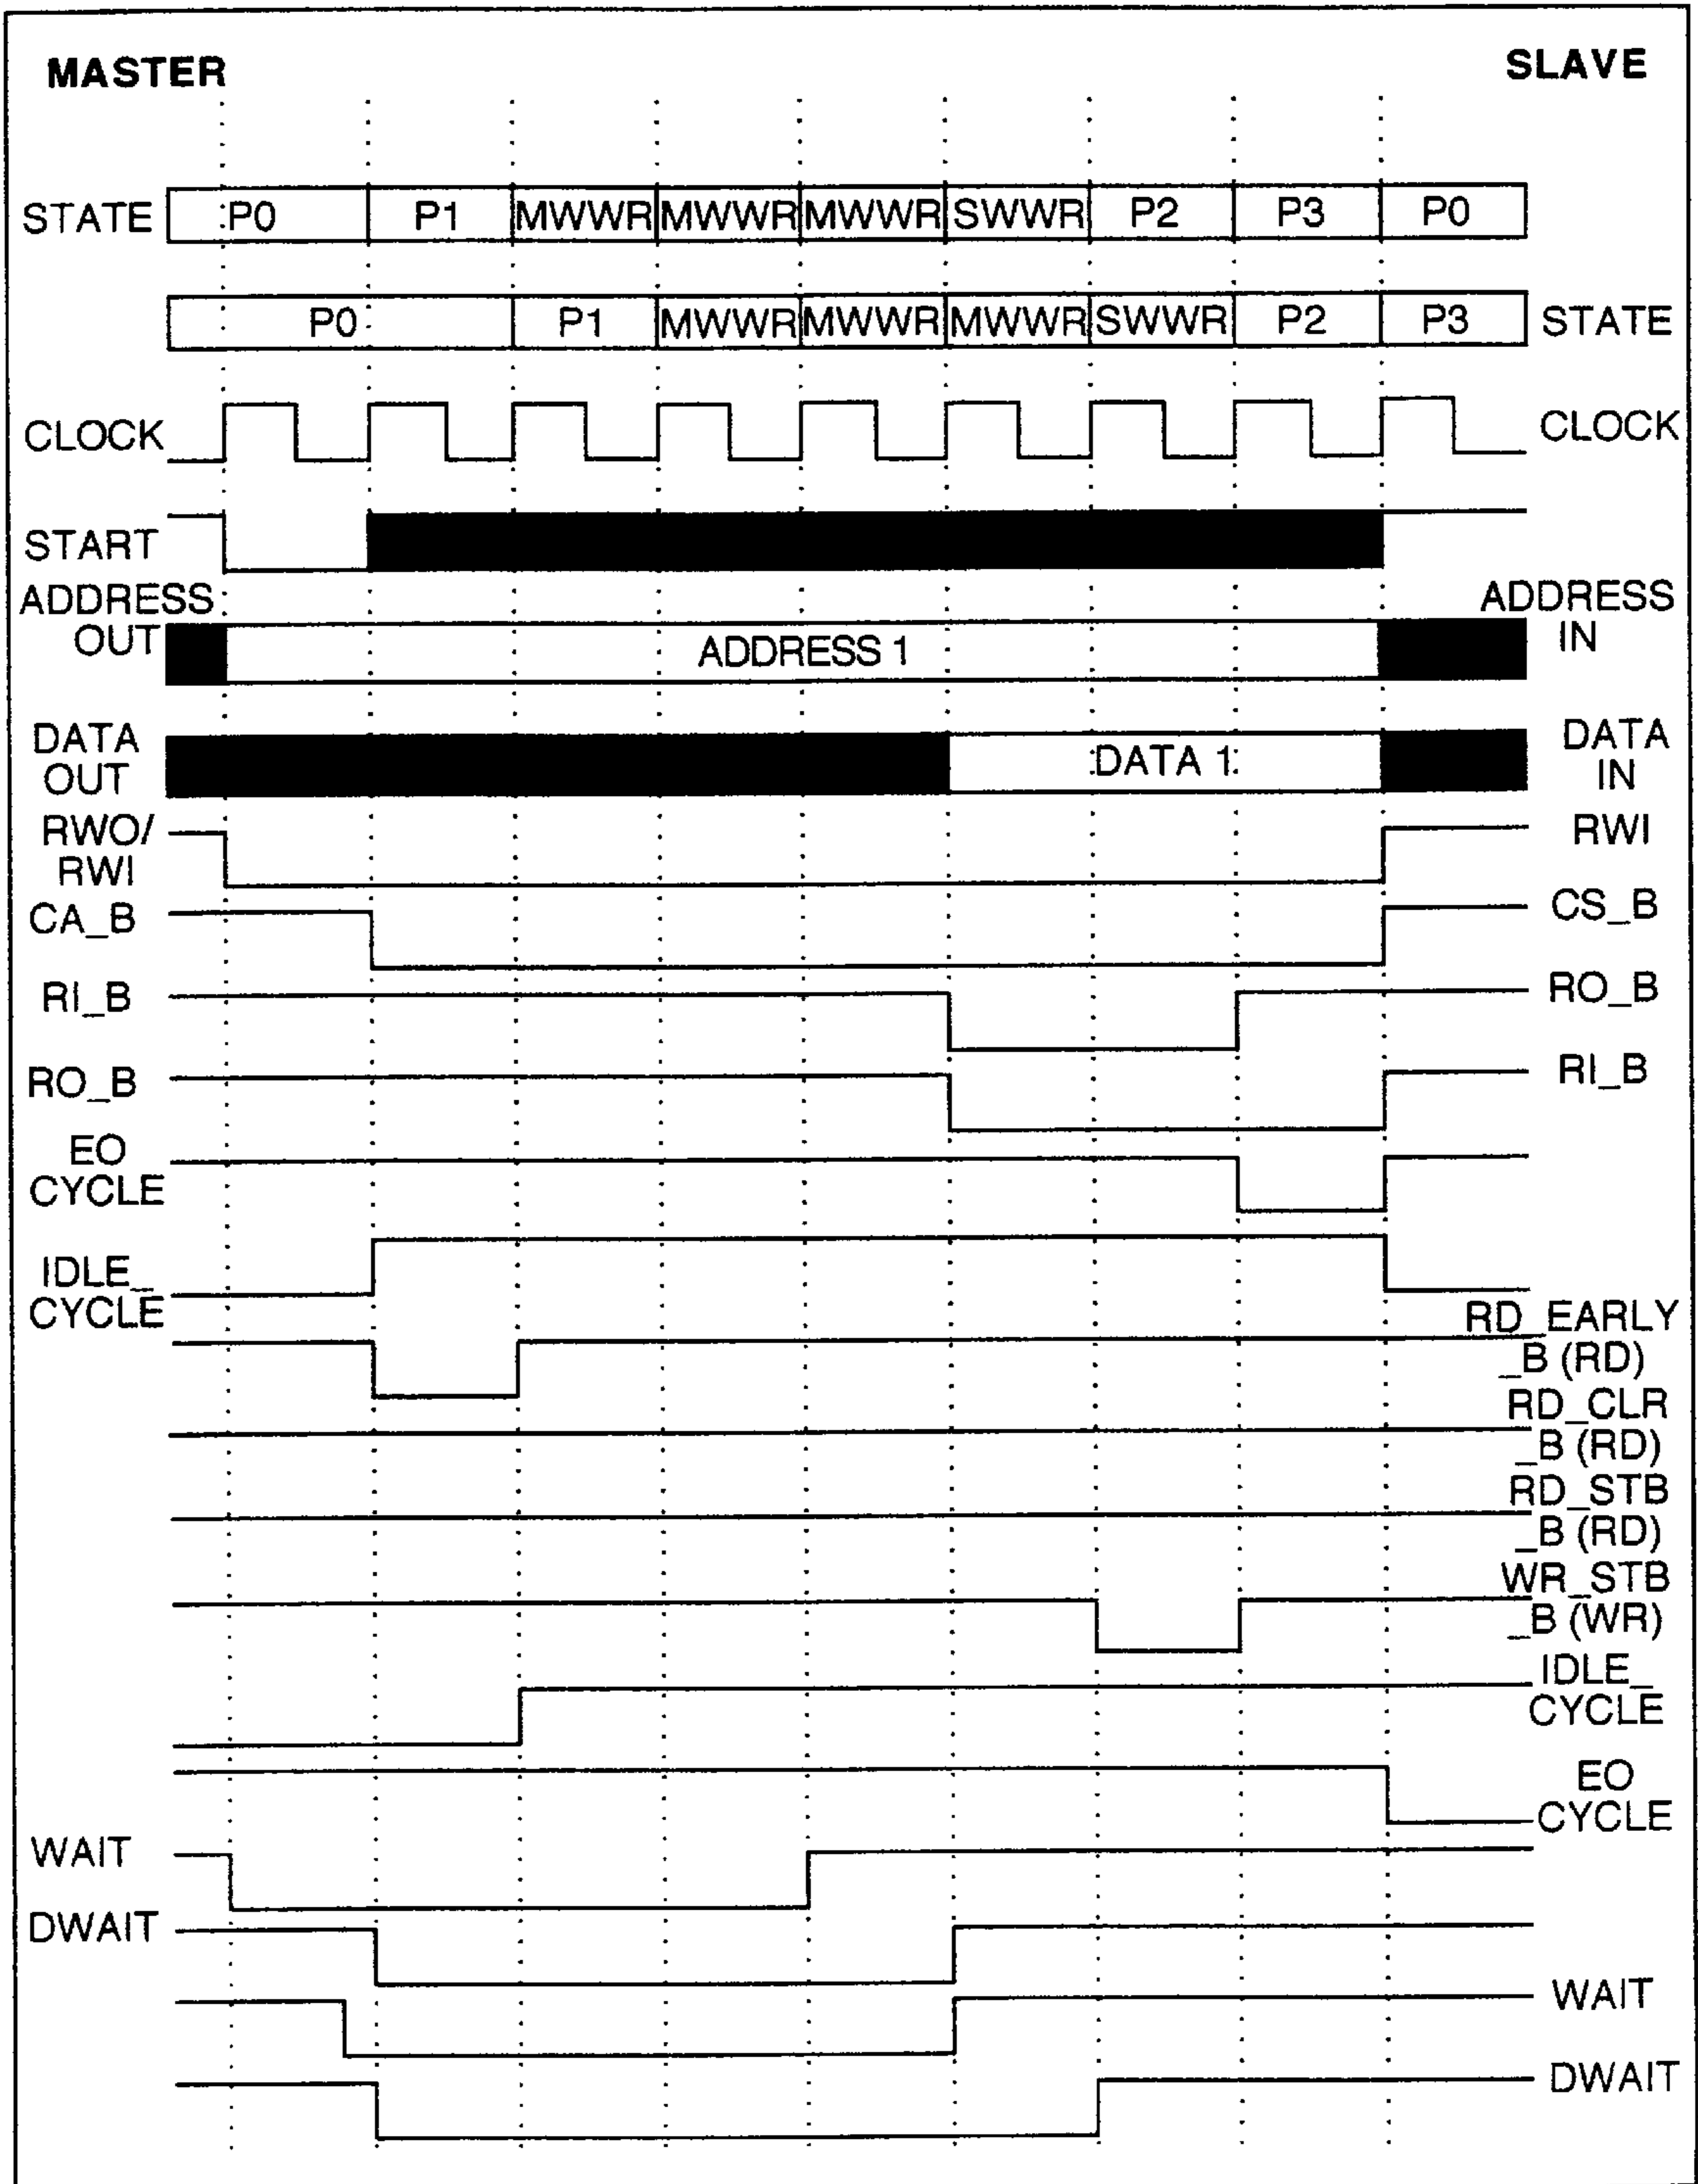 MASTER
SLAVE
STATE P0 P1 MWWR MWWR MWWR SWWR P2 P3 P0
P0 P1 MWWR MWWR MWWR SWWR P2 P3 STATE
CLOCK CLOCK
START
ADDRESS OUT
ADDRESS 1
ADDRESS IN
DATA OUT
DATA 1
DATA IN
RWO/
RWI
RWI
CA_B
CS_B
RI_B
RO_B
RO_B
RI_B
EO
CYCLE
IDLE_
CYCLE
RD_EARLY
_B (RD)
RD_CLR
_B (RD)
RD_STB
_B (RD)
WR_STB
_B (WR)
IDLE_
CYCLE
EO
CYCLE
WAIT
DWAIT
WAIT
DWAIT